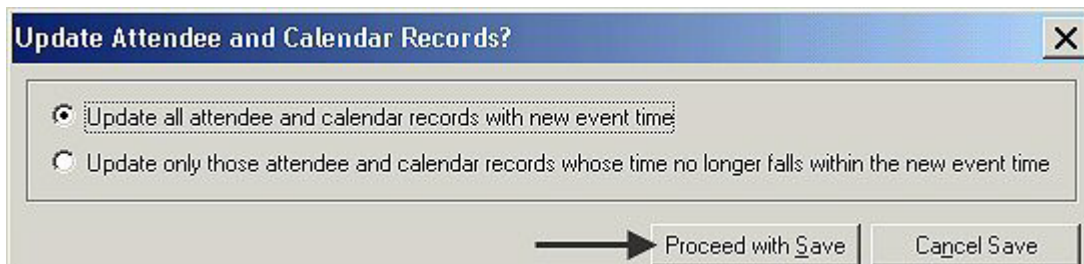 Update Attendee and Calendar Records?
Update all attendee and calendar records with new event time
Update only those attendee and calendar records whose time no longer falls within the new event time
Proceed with Save Cancel Save